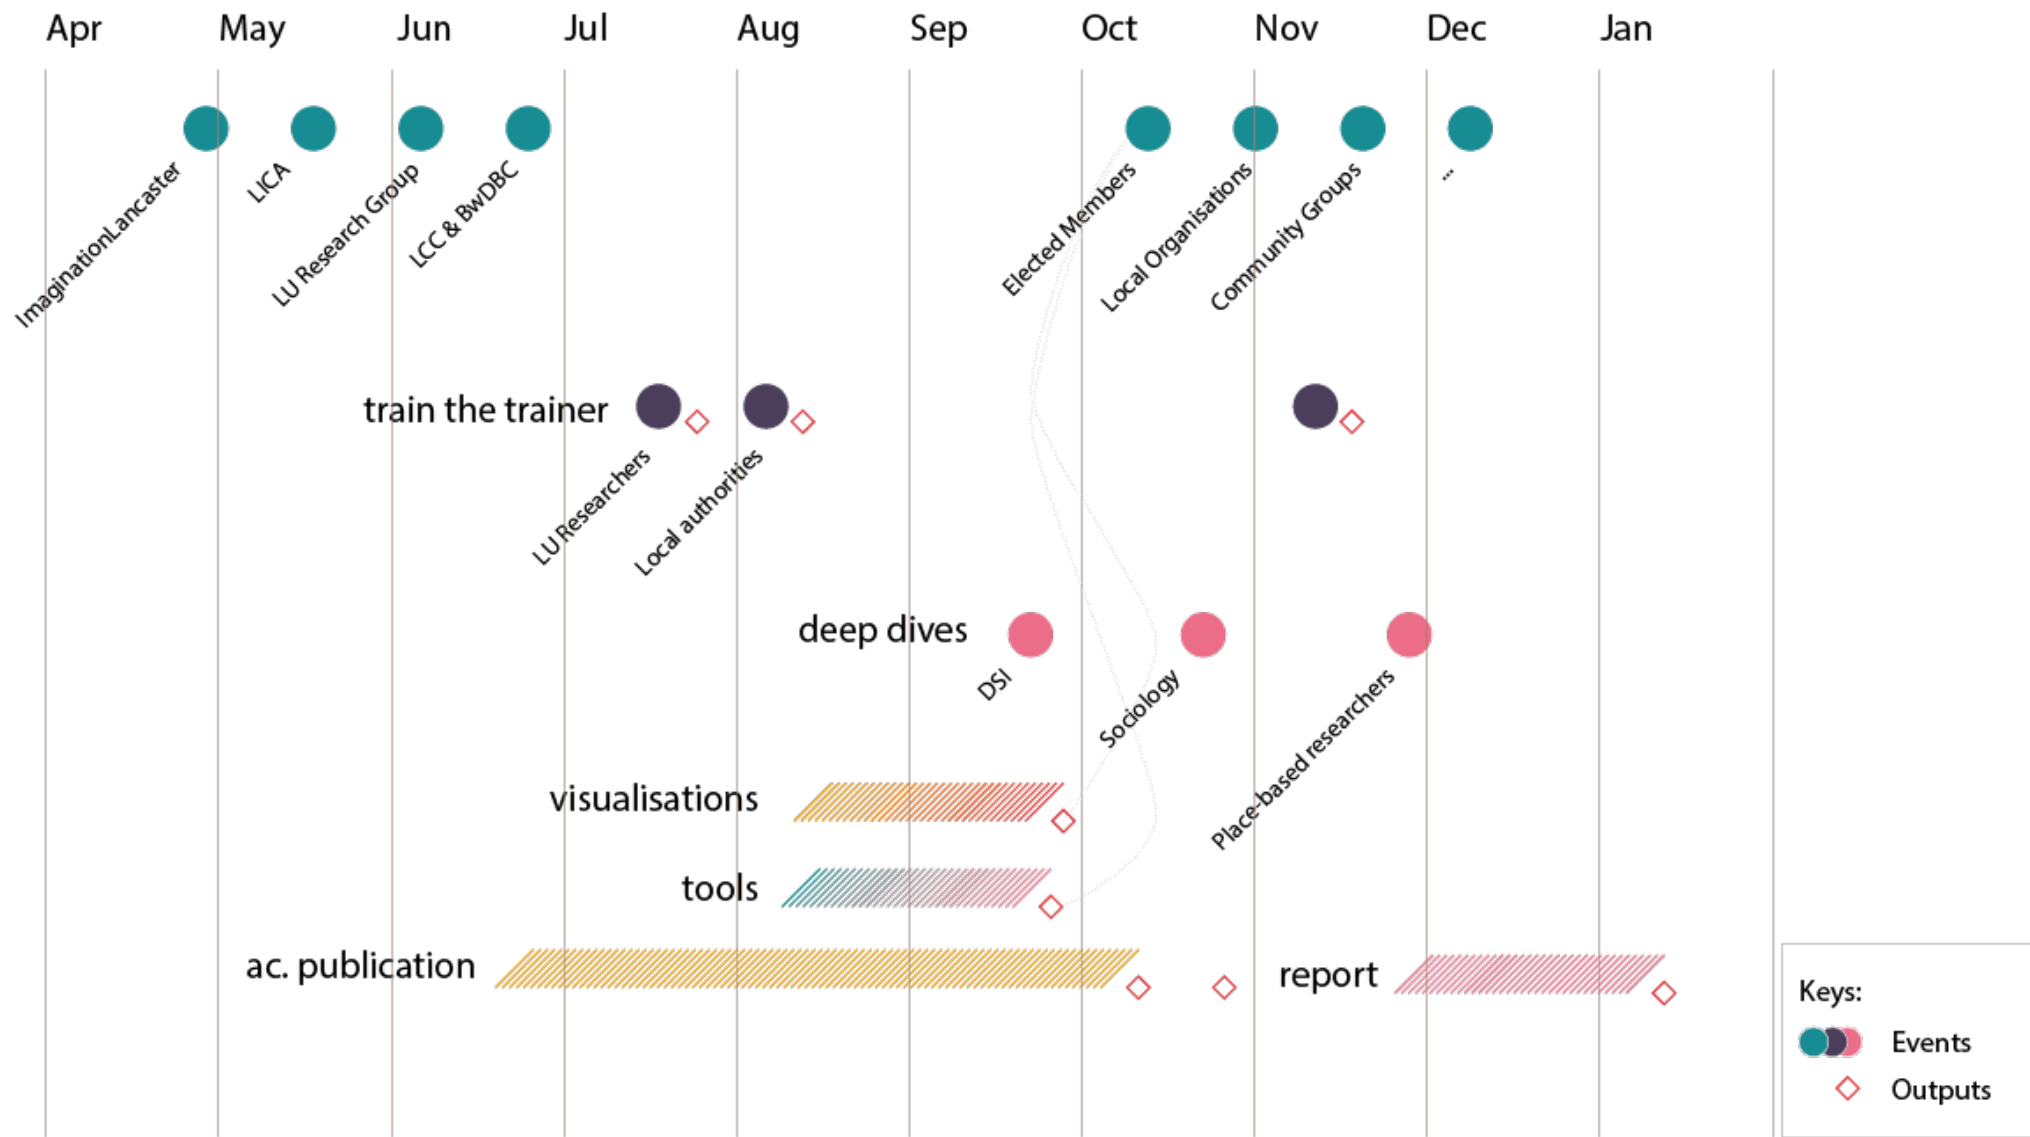 Apr May Jun Jul Aug Sep Oct Nov Dec Jan
ImaginationLancaster
LICA
LU Research Group
LCC & BwDBC
Elected Members
Local Organisations
Community Groups
...
train the trainer
LU Researchers
Local authorities
deep dives
DSI
Sociology
Place-based researchers
visualisations
tools
ac. publication
report
Keys:
Events
Outputs